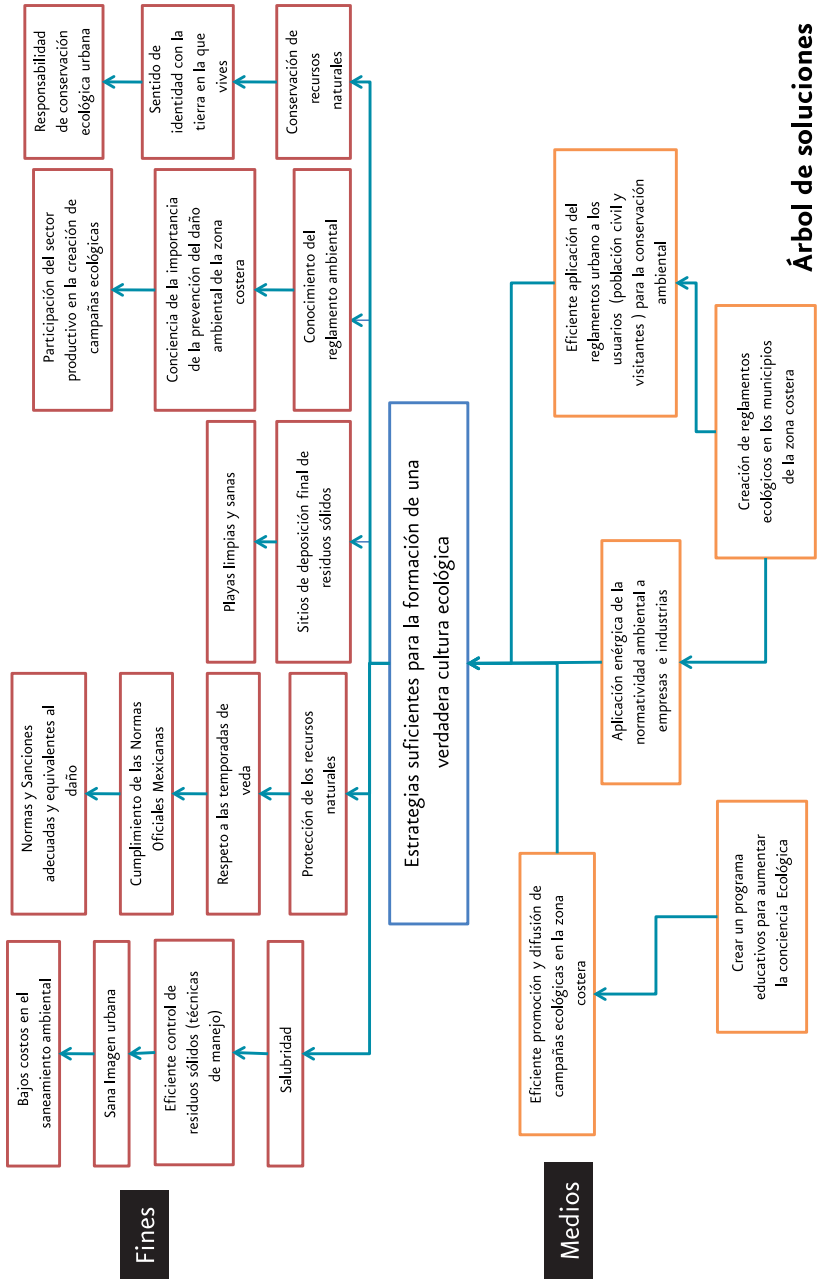 Fines
Bajos costos en el
saneamiento ambiental
Sana Imagen urbana
Eficiente control de
residuos sólidos (técnicas
de manejo)
Salubridad
Normas y Sanciones
adecuadas y equivalentes al
daño
Cumplimiento de las Normas
Oficiales Mexicanas
Respeto a las temporadas de
veda
Protección de los recursos
naturales
Playas limpias y sanas
Sitios de deposición final de
residuos sólidos
Participación del sector
productivo en la creación de
campañas ecológicas
Conciencia de la importancia
de la prevención del daño
ambiental de la zona
costera
Conocimiento del
reglamento ambiental
Responsabilidad
de conservación
ecológica urbana
Sentido de
identidad con la
tierra en la que
vives
Conservación de
recursos
naturales
Estrategias suficientes para la formación de una
verdadera cultura ecológica
Medios
Eficiente promoción y difusión de
campañas ecológicas en la zona
costera
Crear un programa
educativos para aumentar
la conciencia Ecológica
Aplicación enérgica de la
normatividad ambiental a
empresas e industrias
Eficiente aplicación del
reglamentos urbano a los
usuarios (población civil y
visitantes ) para la conservación
ambiental
Creación de reglamentos
ecológicos en los municipios
de la zona costera
Árbol de soluciones